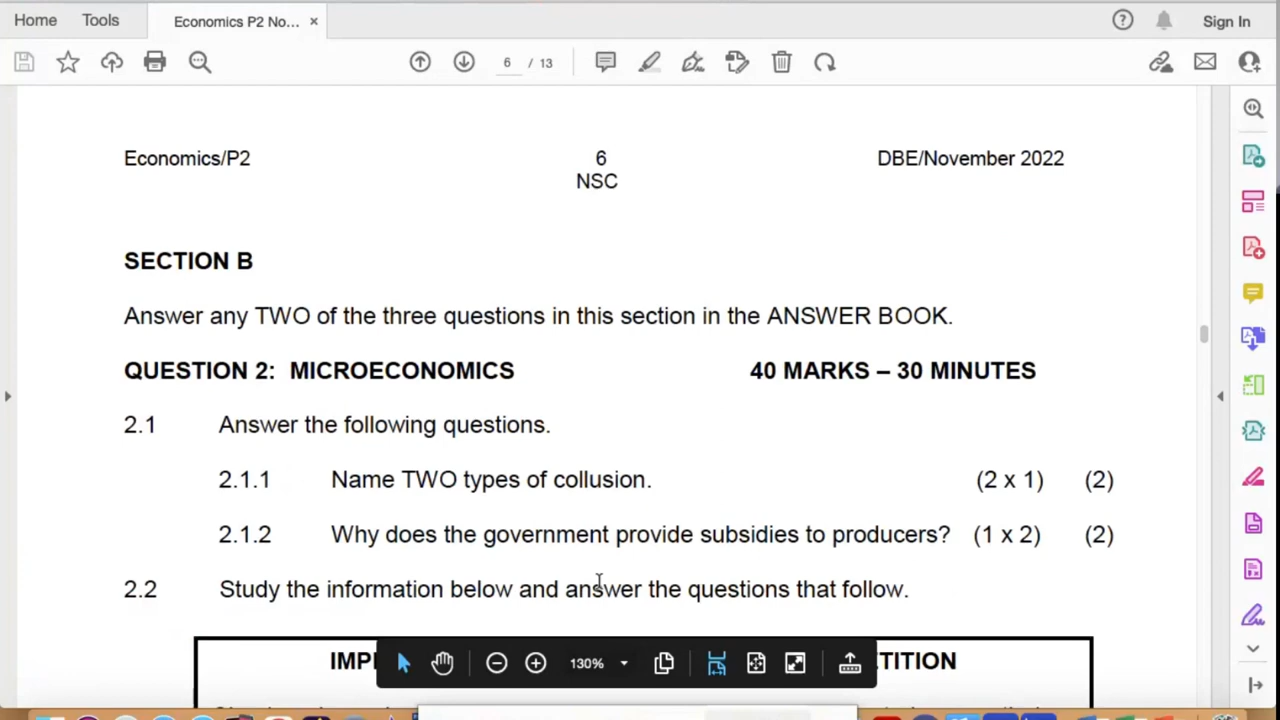 Home Tools Economics P2 No... × Sign In
6 / 13
Economics/P2 6 DBE/November 2022
NSC
SECTION B
Answer any TWO of the three questions in this section in the ANSWER BOOK.
QUESTION 2: MICROECONOMICS 40 MARKS – 30 MINUTES
2.1 Answer the following questions.
2.1.1 Name TWO types of collusion. (2 x 1) (2)
2.1.2 Why does the government provide subsidies to producers? (1 x 2) (2)
2.2 Study the information below and answer the questions that follow.
130%